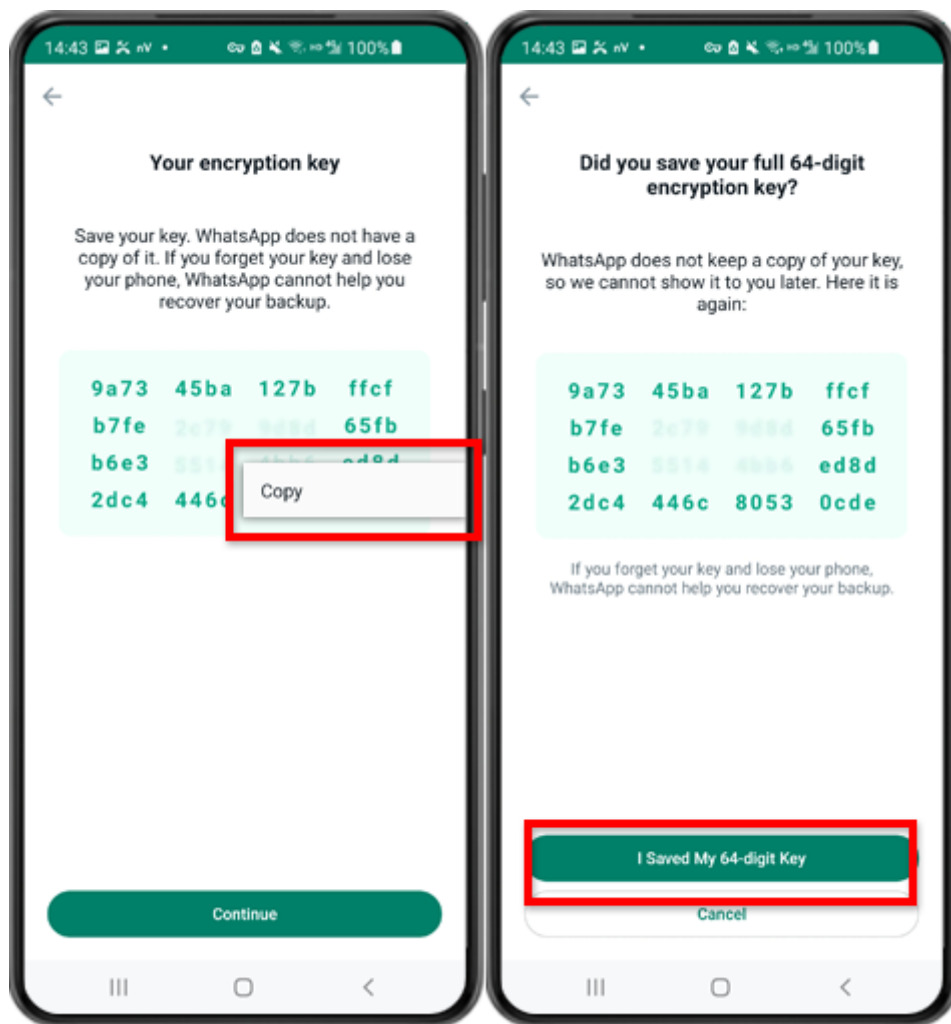 14:43 100%
Your encryption key
Save your key. WhatsApp does not have a
copy of it. If you forget your key and lose
your phone, WhatsApp cannot help you
recover your backup.
9a73 45ba 127b ffcf
b7fe 65fb
b6e3 ed8d
2dc4 446
Copy
Continue
14:43 100%
Did you save your full 64-digit
encryption key?
WhatsApp does not keep a copy of your key,
so we cannot show it to you later. Here it is
again:
9a73 45ba 127b ffcf
b7fe 65fb
b6e3 ed8d
2dc4 446c 8053 0cde
If you forget your key and lose your phone,
WhatsApp cannot help you recover your backup.
I Saved My 64-digit Key
Cancel